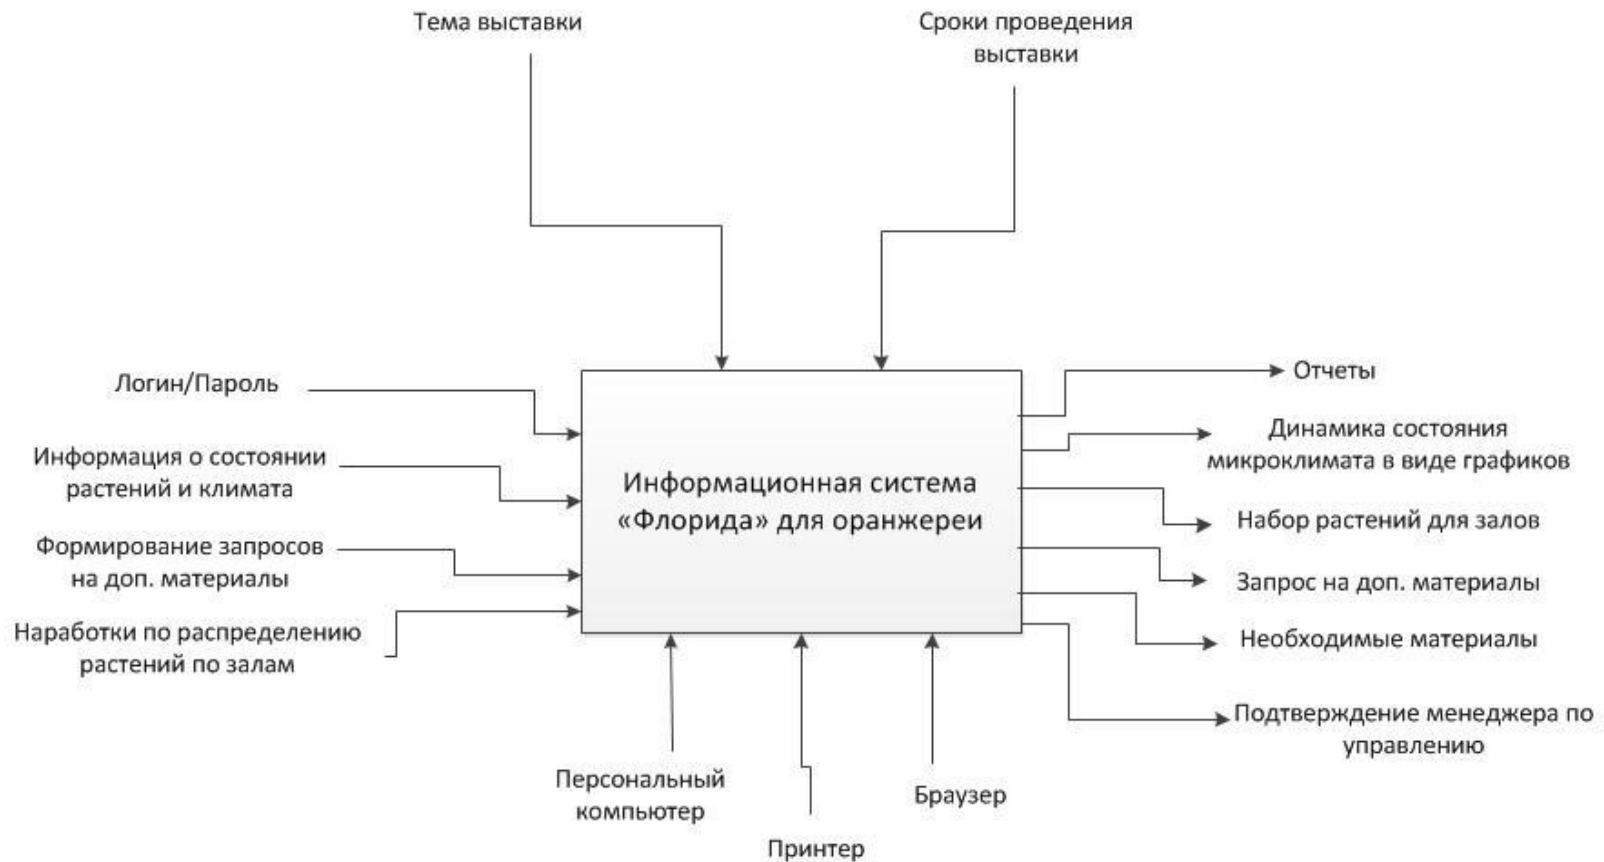 Тема выставки
Сроки проведения
выставки
Логин/Пароль
Информация о состоянии
растений и климата
Формирование запросов
на доп. материалы
Наработки по распределению
растений по залам
Информационная система
«Флорида» для оранжереи
Отчеты
Динамика состояния
микроклимата в виде графиков
Набор растений для залов
Запрос на доп. материалы
Необходимые материалы
Подтверждение менеджера по
управлению
Персональный
компьютер
Принтер
Браузер